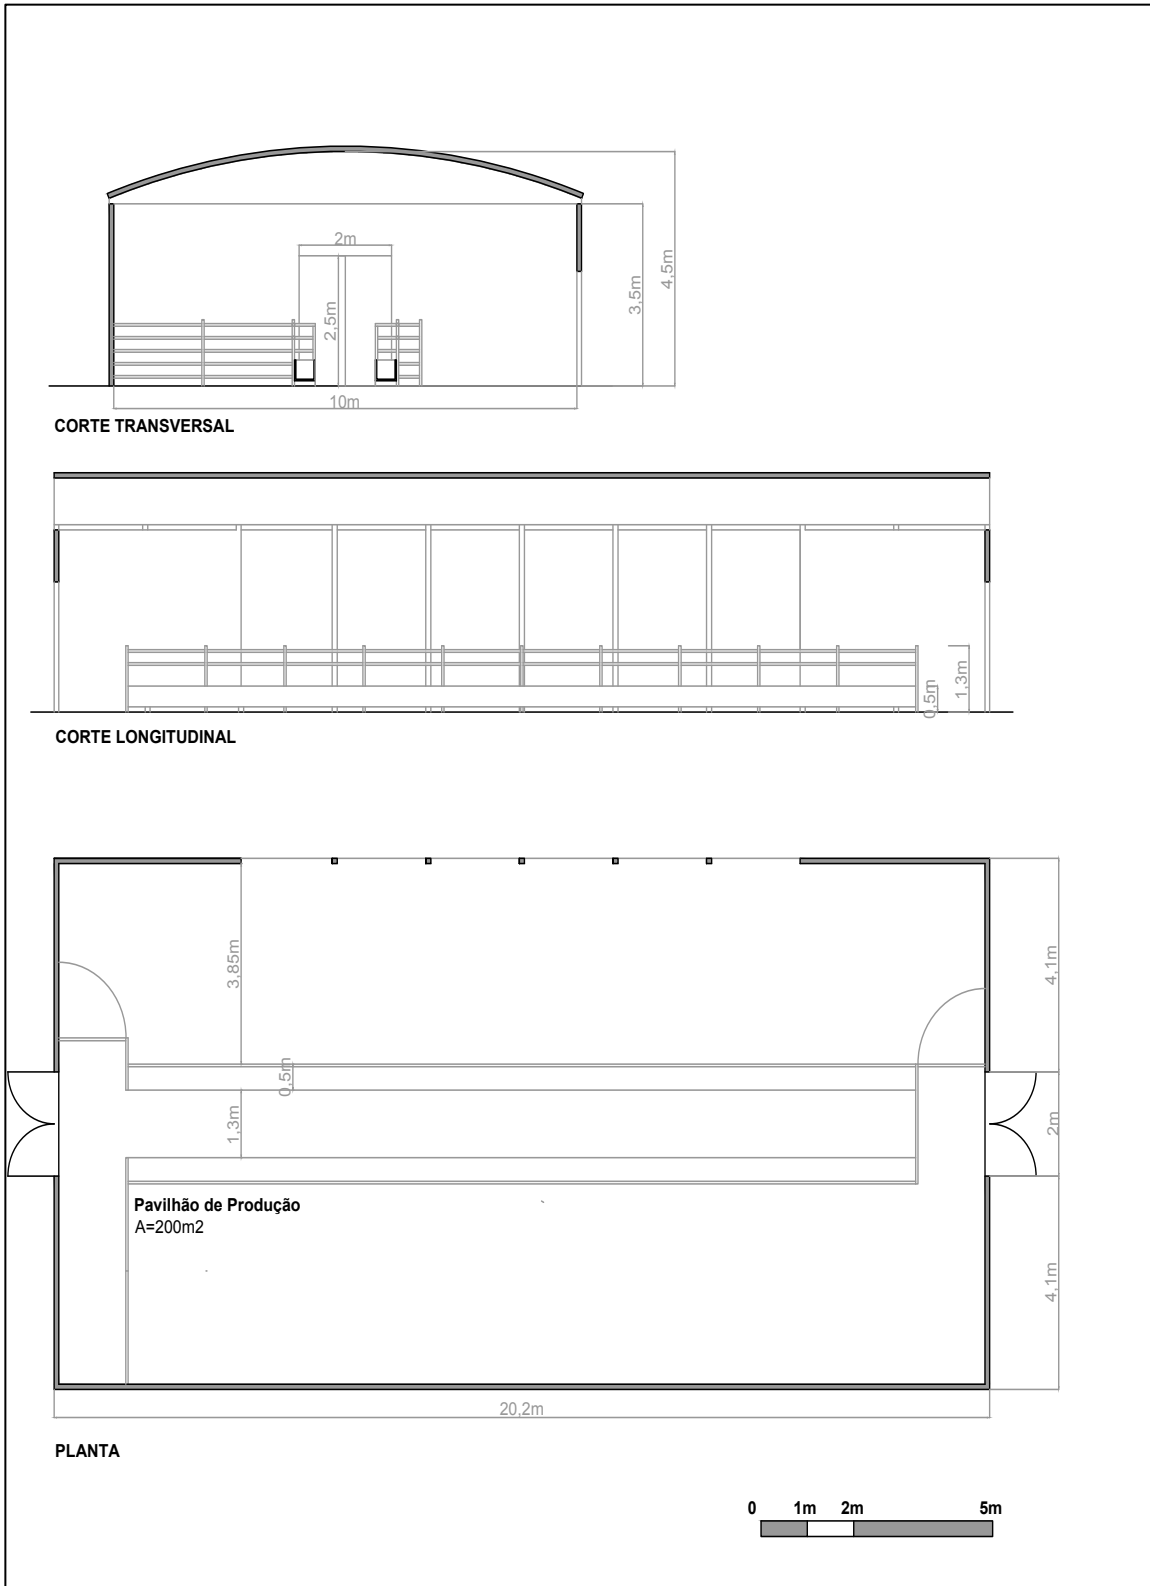 2m
2,5m
3,5m
4,5m
10m
CORTE TRANSVERSAL
0,5m
1,3m
CORTE LONGITUDINAL
3,85m
4,1m
0,5m
1,3m
2m
Pavilhão de Produção
A=200m2
4,1m
20,2m
PLANTA
0 1m 2m 5m